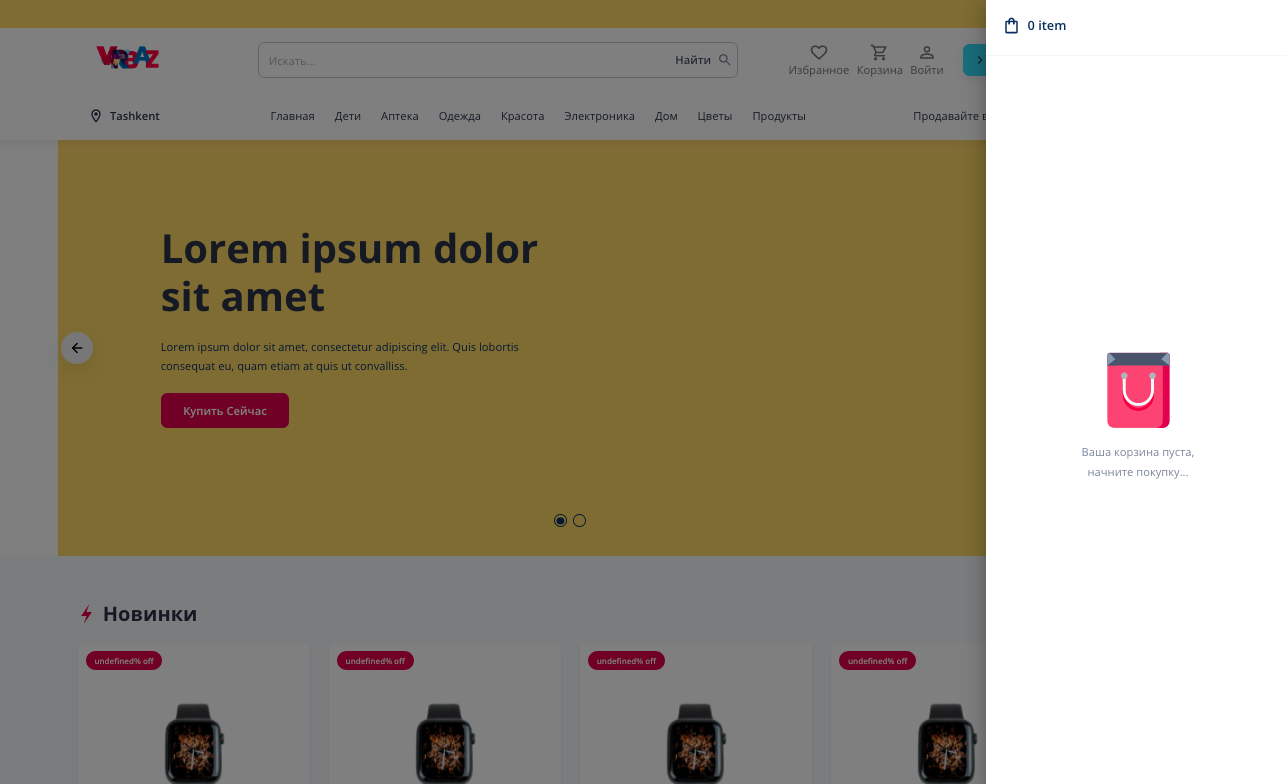 VOBAZ
Искать...
Найти
Избранное
Корзина
Войти
0 item
Tashkent
Главная
Дети
Аптека
Одежда
Красота
Электроника
Дом
Цветы
Продукты
Продавайте в
Lorem ipsum dolor
sit amet
Lorem ipsum dolor sit amet, consectetur adipiscing elit. Quis lobortis
consequat eu, quam etiam at quis ut convalliss.
Купить Сейчас
Ваша корзина пуста,
начните покупку...
Новинки
undefined% off
undefined% off
undefined% off
undefined% off